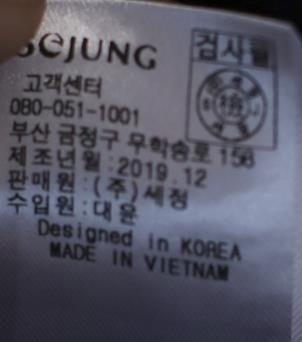 SEJUNG
검사필
檢
고객센터
080-051-1001
부산 금정구 무학송로 158
제조년월:2019.12
판매원:(주)세정
수입원:대윤
Designed in KOREA
MADE IN VIETNAM